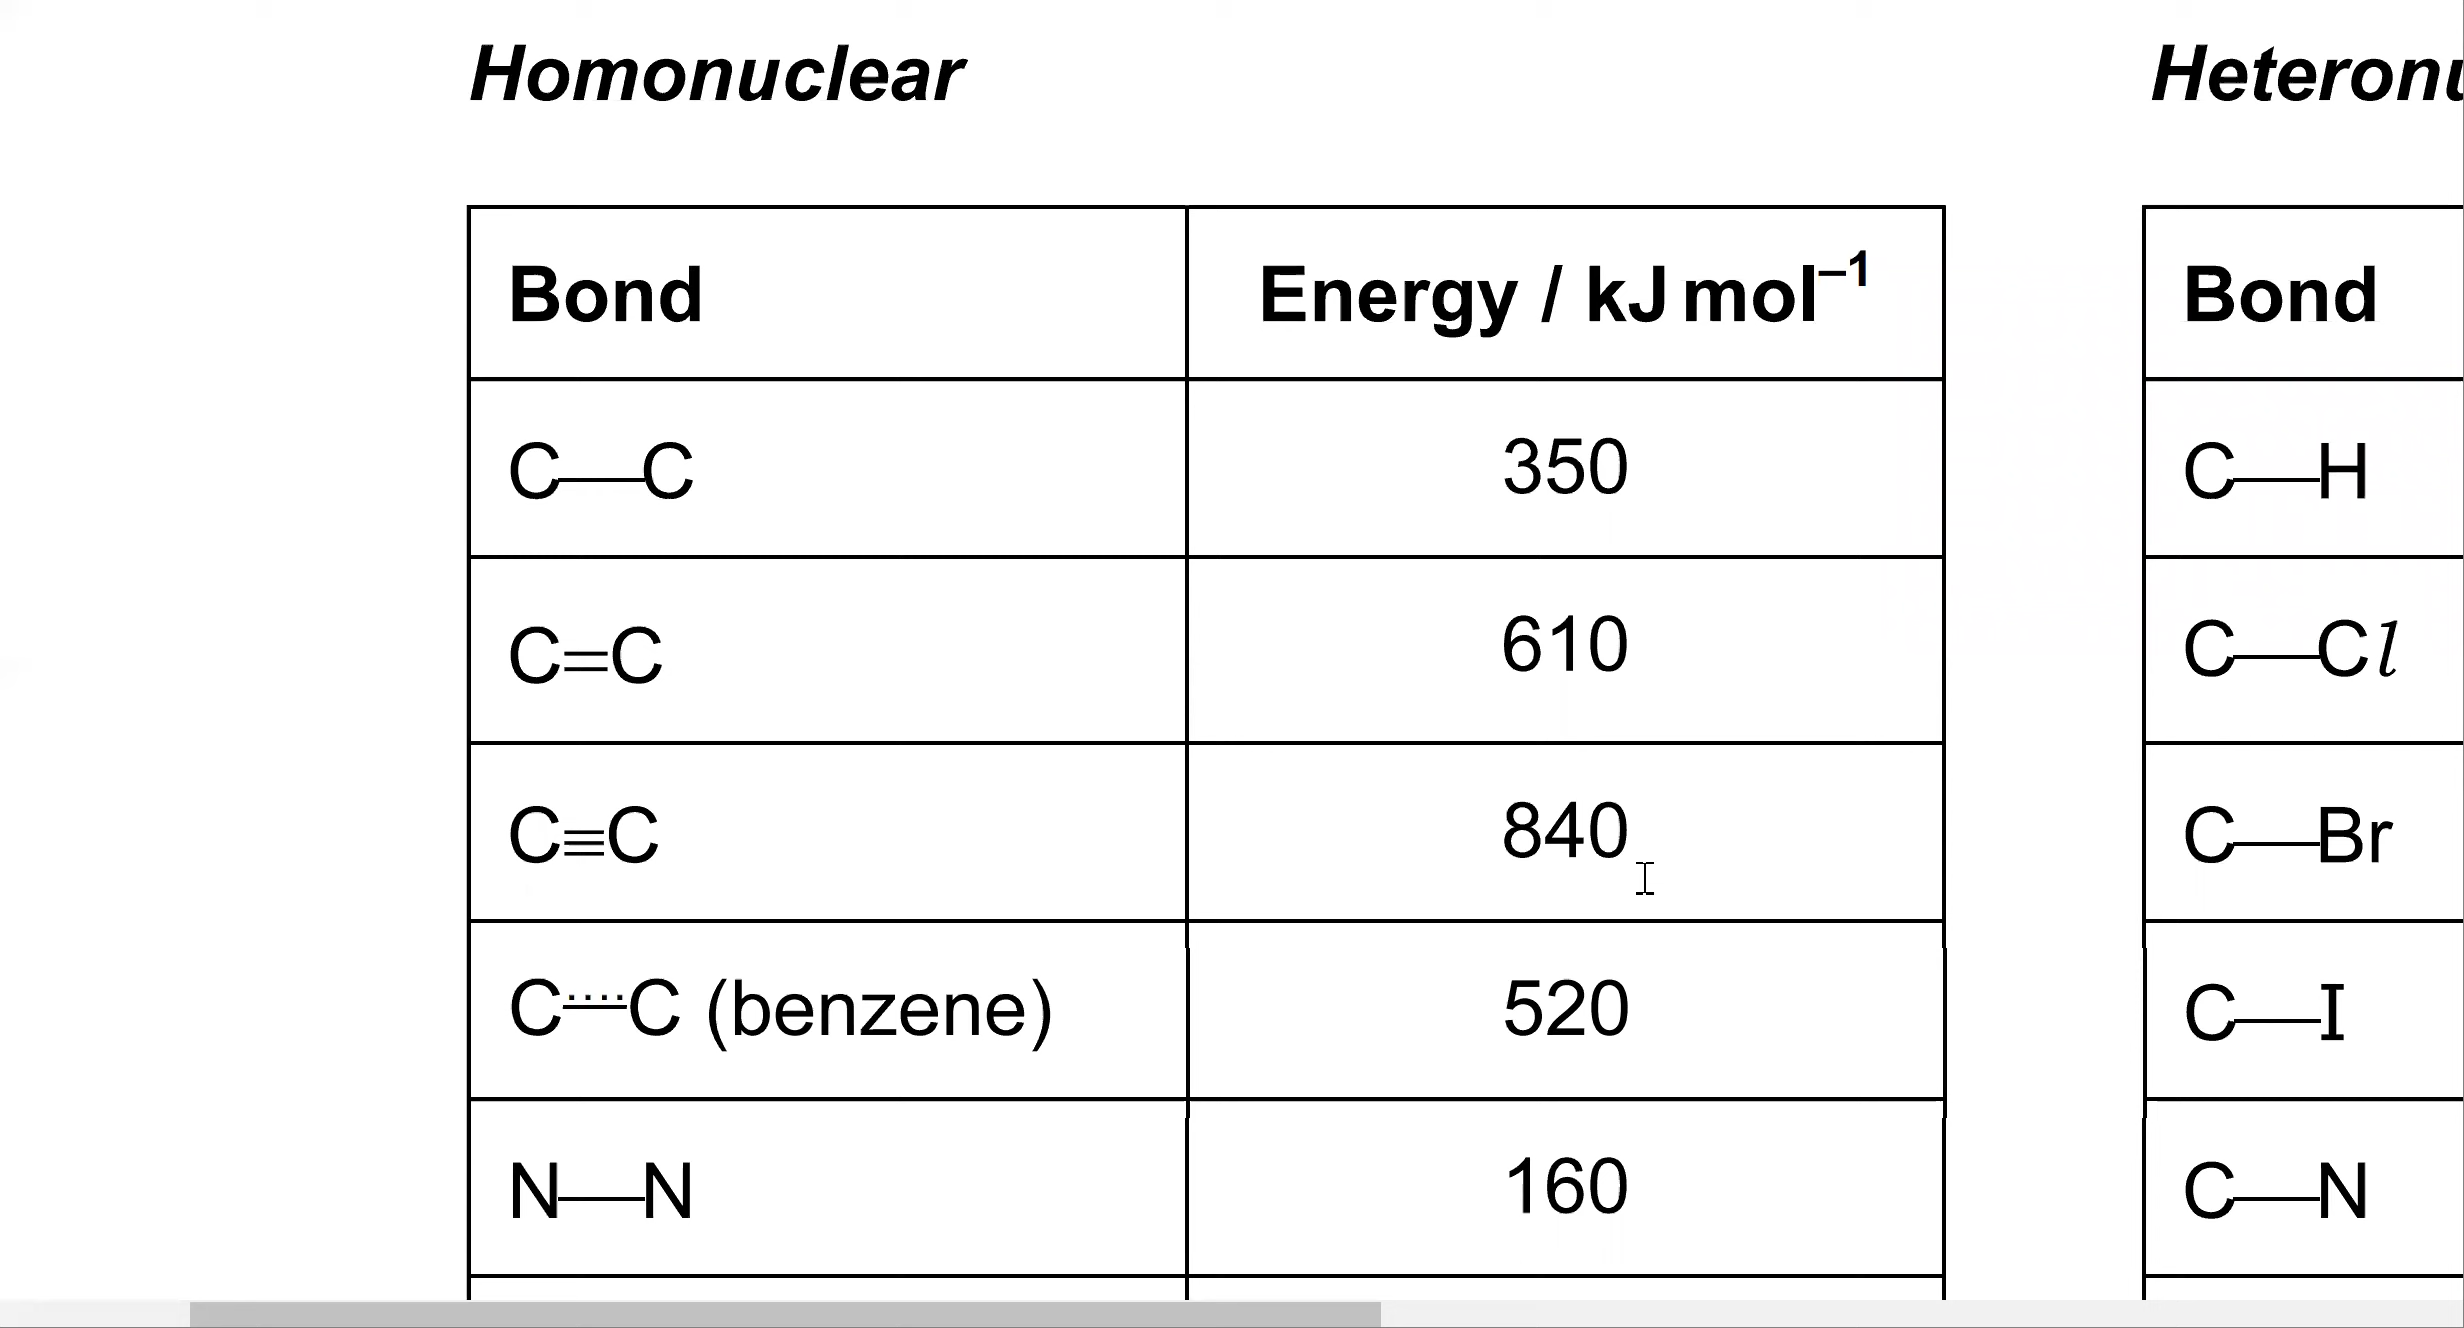 Homonuclear
Bond Energy / kJ mol⁻¹
C—C 350
C=C 610
C≡C 840
C┈C (benzene) 520
N—N 160
Heteronu
Bond
C—H
C—Cl
C—Br
C—I
C—N